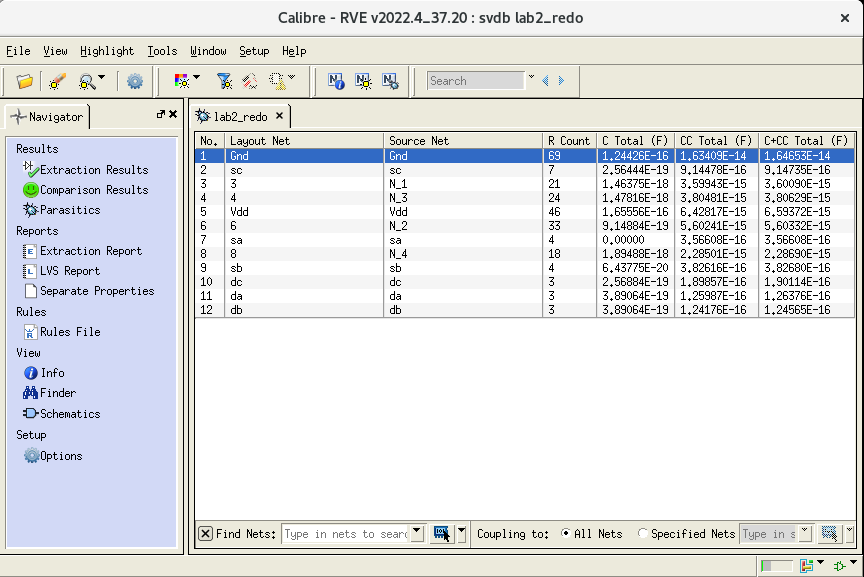 Calibre - RVE v2022.4_37.20 : svdb lab2_redo
File View Highlight Tools Window Setup Help
Search
Navigator
lab2_redo
Results
Extraction Results
Comparison Results
Parasitics
Reports
Extraction Report
LVS Report
Separate Properties
Rules
Rules File
View
Info
Finder
Schematics
Setup
Options
No. Layout Net Source Net R Count C Total (F) CC Total (F) C+CC Total (F)
1 Gnd Gnd 69 1.24426E-16 1.63409E-14 1.64653E-14
2 sc sc 7 2.56444E-19 9.14478E-16 9.14735E-16
3 3 N_1 21 1.46375E-18 3.59943E-15 3.60090E-15
4 4 N_3 24 1.47816E-18 3.80481E-15 3.80629E-15
5 Vdd Vdd 46 1.65556E-16 6.42817E-15 6.59372E-15
6 6 N_2 33 9.14884E-19 5.60241E-15 5.60332E-15
7 sa sa 4 0.00000 3.56608E-16 3.56608E-16
8 8 N_4 18 1.89488E-18 2.28501E-15 2.28690E-15
9 sb sb 4 6.43775E-20 3.82616E-16 3.82680E-16
10 dc dc 3 2.56884E-19 1.89857E-16 1.90114E-16
11 da da 3 3.89064E-19 1.25987E-16 1.26376E-16
12 db db 3 3.89064E-19 1.24176E-16 1.24565E-16
Find Nets: Type in nets to sear Coupling to: All Nets Specified Nets Type in s